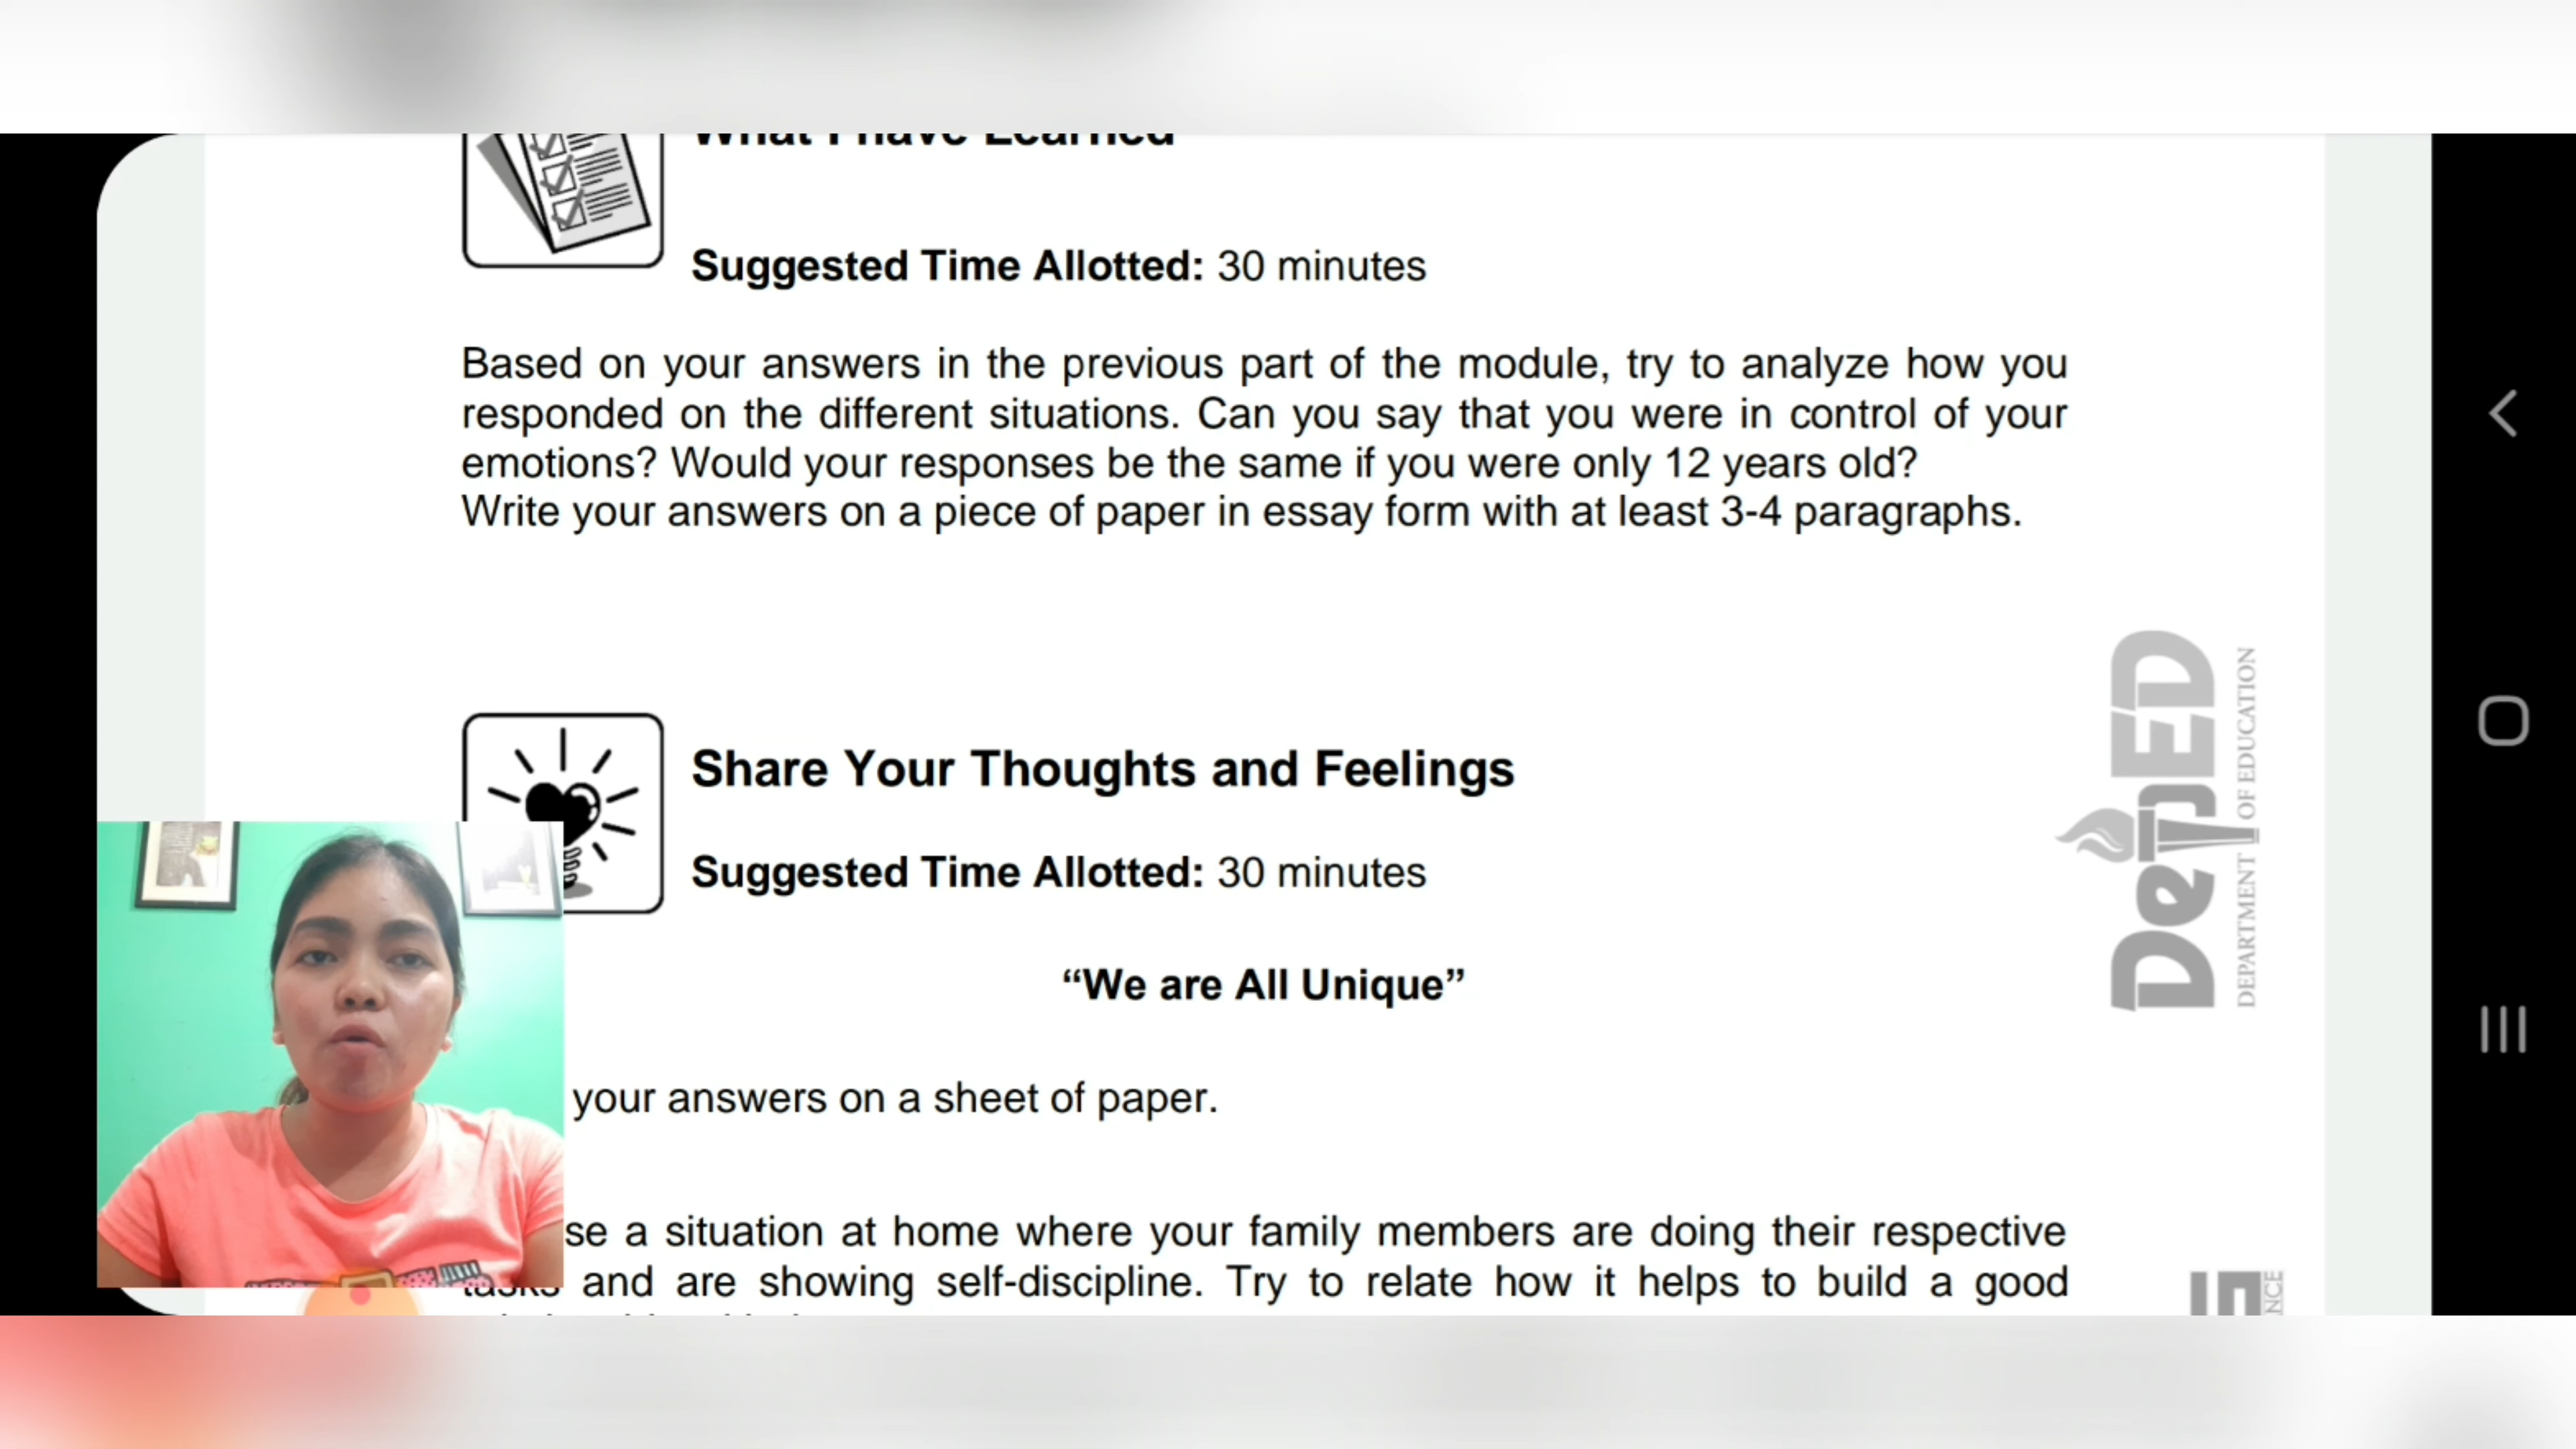 What I have Learned
Suggested Time Allotted: 30 minutes
Based on your answers in the previous part of the module, try to analyze how you
responded on the different situations. Can you say that you were in control of your
emotions? Would your responses be the same if you were only 12 years old?
Write your answers on a piece of paper in essay form with at least 3-4 paragraphs.
Share Your Thoughts and Feelings
Suggested Time Allotted: 30 minutes
“We are All Unique”
your answers on a sheet of paper.
se a situation at home where your family members are doing their respective
tasks and are showing self-discipline. Try to relate how it helps to build a good
DepED
DEPARTMENT OF EDUCATION